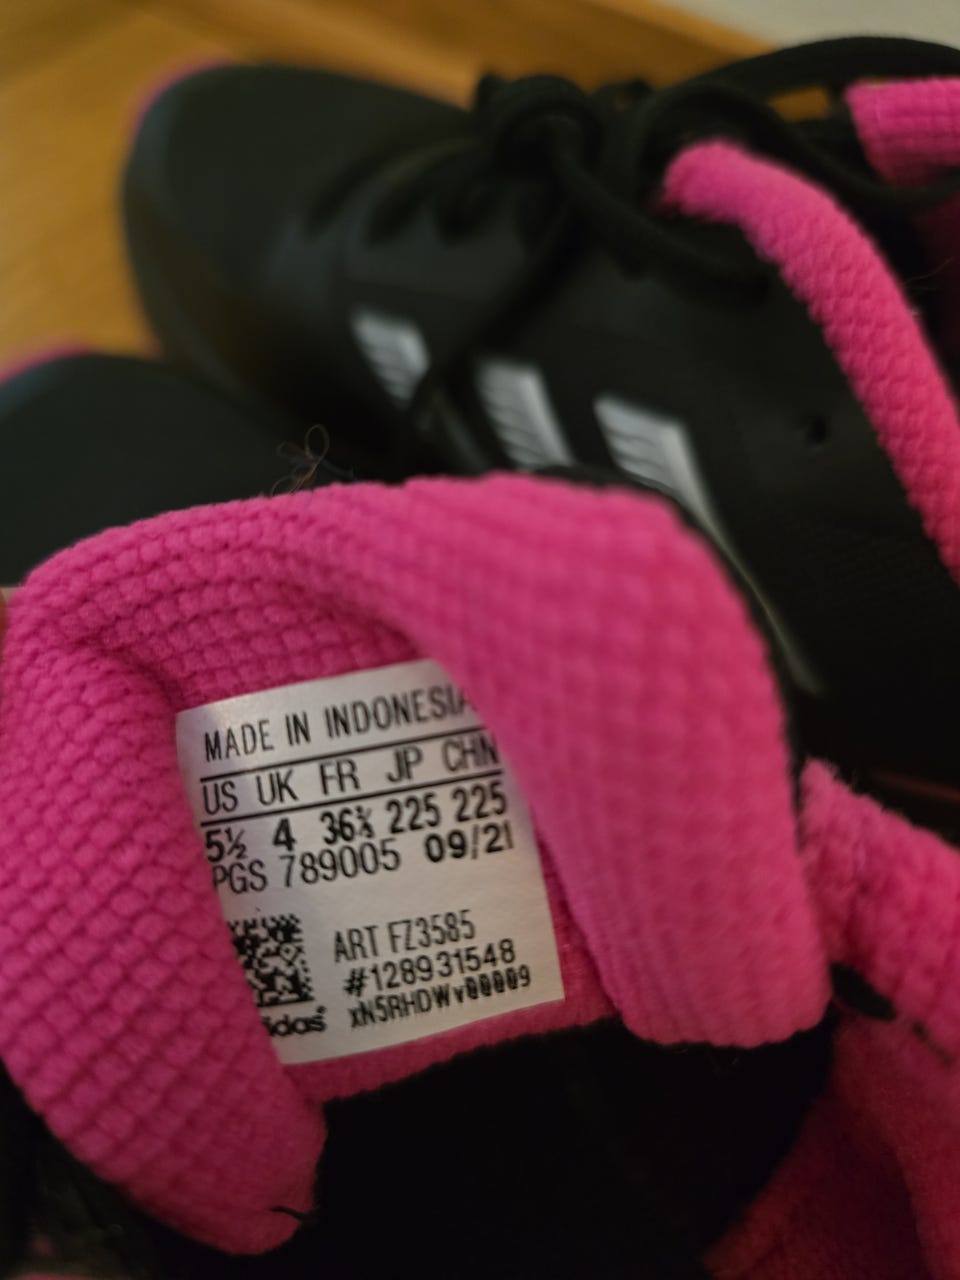 MADE IN INDONESIA
US UK FR JP CHN
5½ 4 36⅔ 225 225
PGS 789005 09/21
ART FZ3585
#128931548
xN5RHDWv00009
idas®